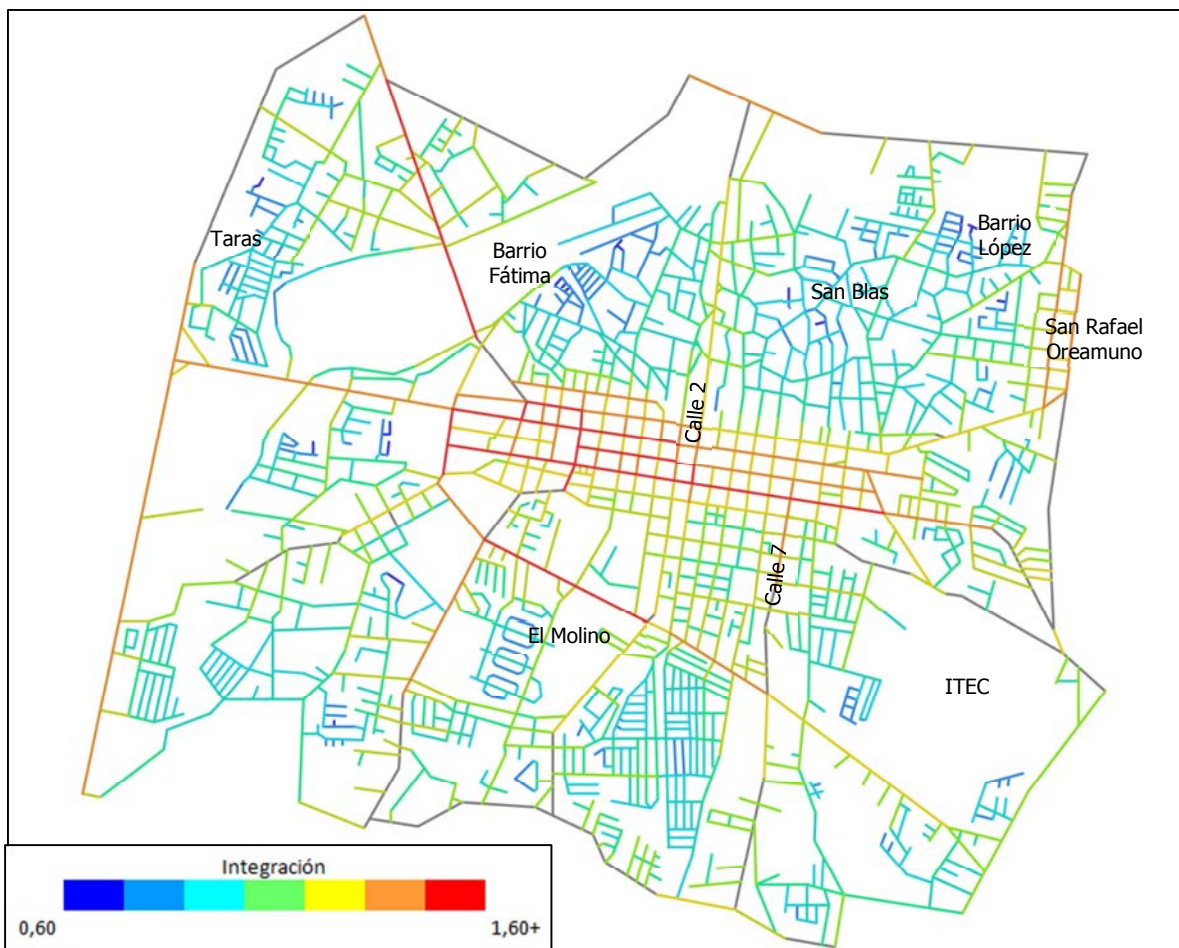 Taras
Barrio
Fátima
Barrio
López
San Blas
San Rafael
Oreamuno
Calle 2
Calle 7
El Molino
ITEC
Integración
0,60
1,60+